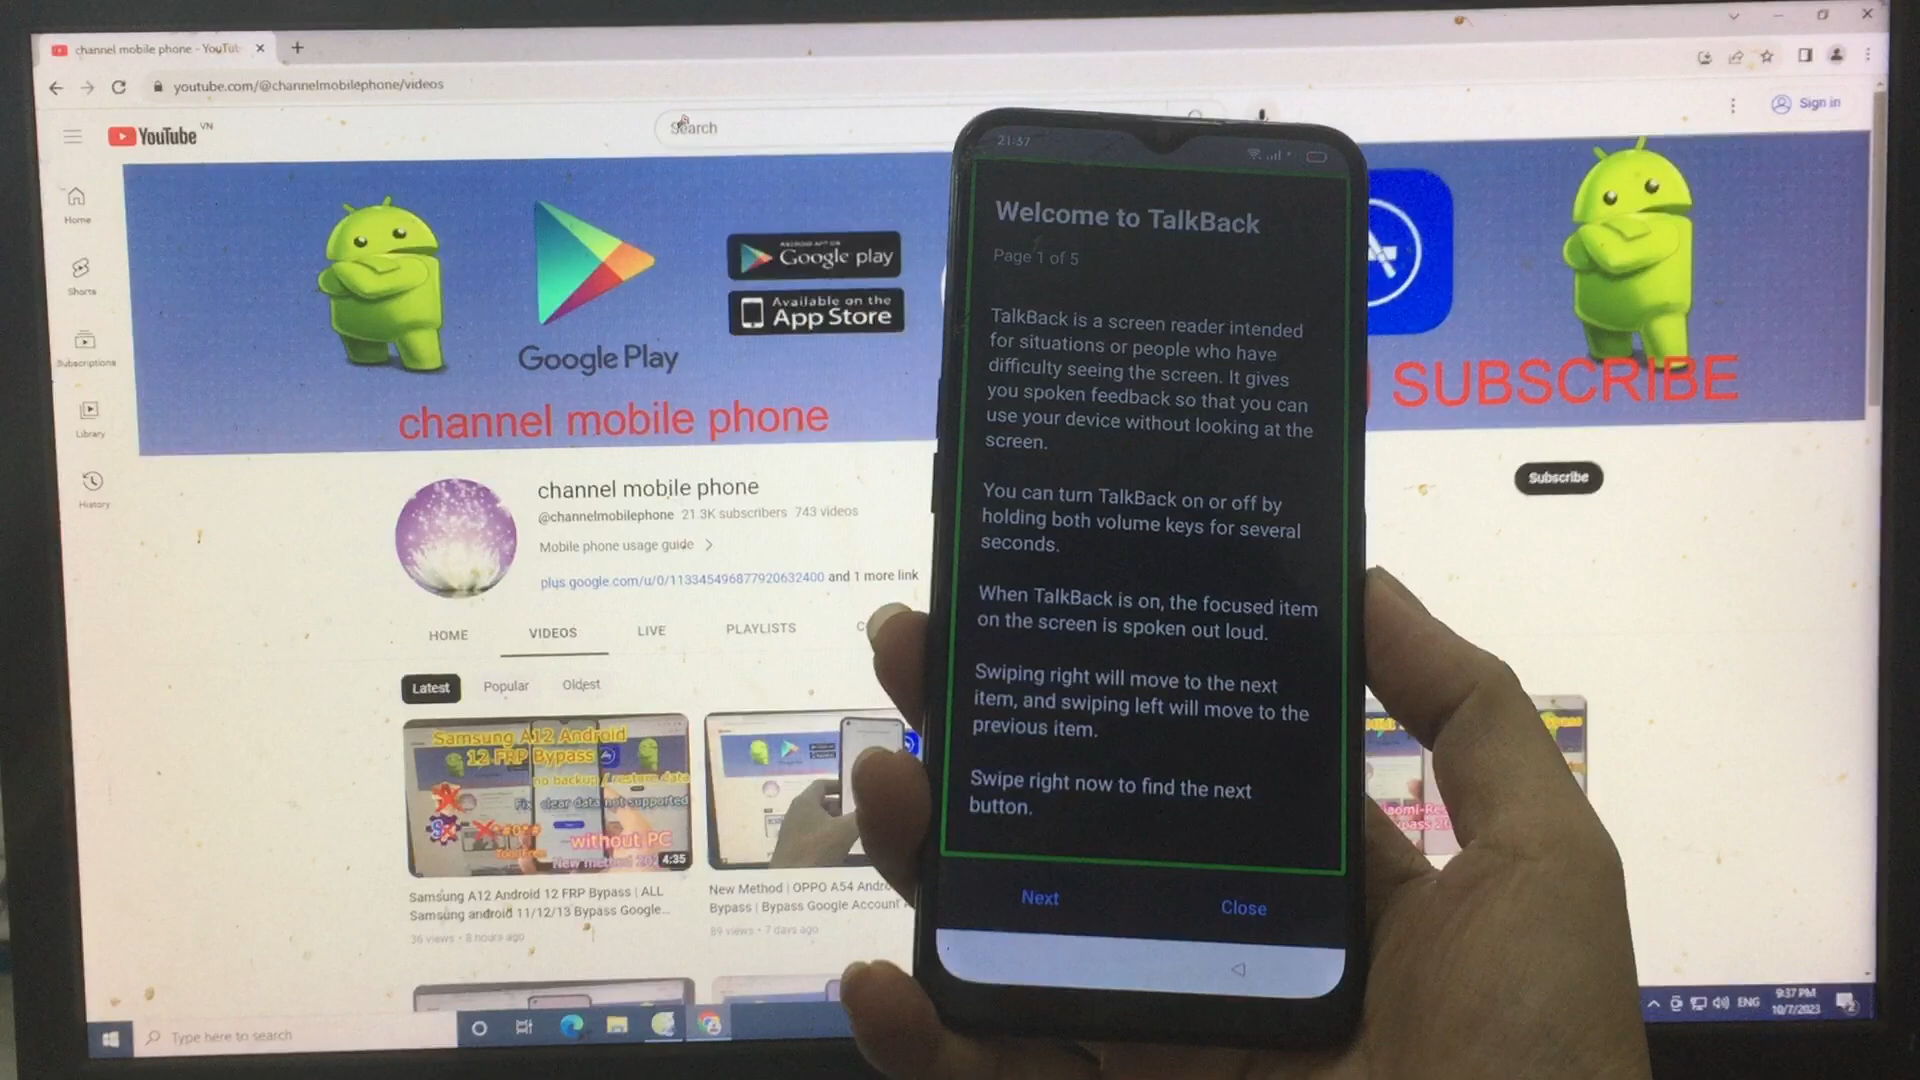 channel mobile phone - YouTub
youtube.com/@channelmobilephone/videos
Sign in
YouTube VN
Search
Home
Shorts
Subscriptions
Library
History
ANDROID APP ON
Google play
Available on the
App Store
Google Play
channel mobile phone
SUBSCRIBE
channel mobile phone
@channelmobilephone 21.3K subscribers 743 videos
Mobile phone usage guide
plus.google.com/u/0/113345496877920632400 and 1 more link
Subscribe
HOME
VIDEOS
LIVE
PLAYLISTS
Latest
Popular
Oldest
Samsung A12 Android
12 FRP Bypass
no backup / restore data
Fix clear data not supported
without PC
New method
4:35
Samsung A12 Android 12 FRP Bypass | ALL
Samsung android 11/12/13 Bypass Google...
36 views • 8 hours ago
New Method | OPPO A54 Andro
Bypass | Bypass Google Account
89 views • 7 days ago
21:37
Welcome to TalkBack
Page 1 of 5
TalkBack is a screen reader intended
for situations or people who have
difficulty seeing the screen. It gives
you spoken feedback so that you can
use your device without looking at the
screen.
You can turn TalkBack on or off by
holding both volume keys for several
seconds.
When TalkBack is on, the focused item
on the screen is spoken out loud.
Swiping right will move to the next
item, and swiping left will move to the
previous item.
Swipe right now to find the next
button.
Next
Close
Type here to search
ENG
9:37 PM
10/7/2023